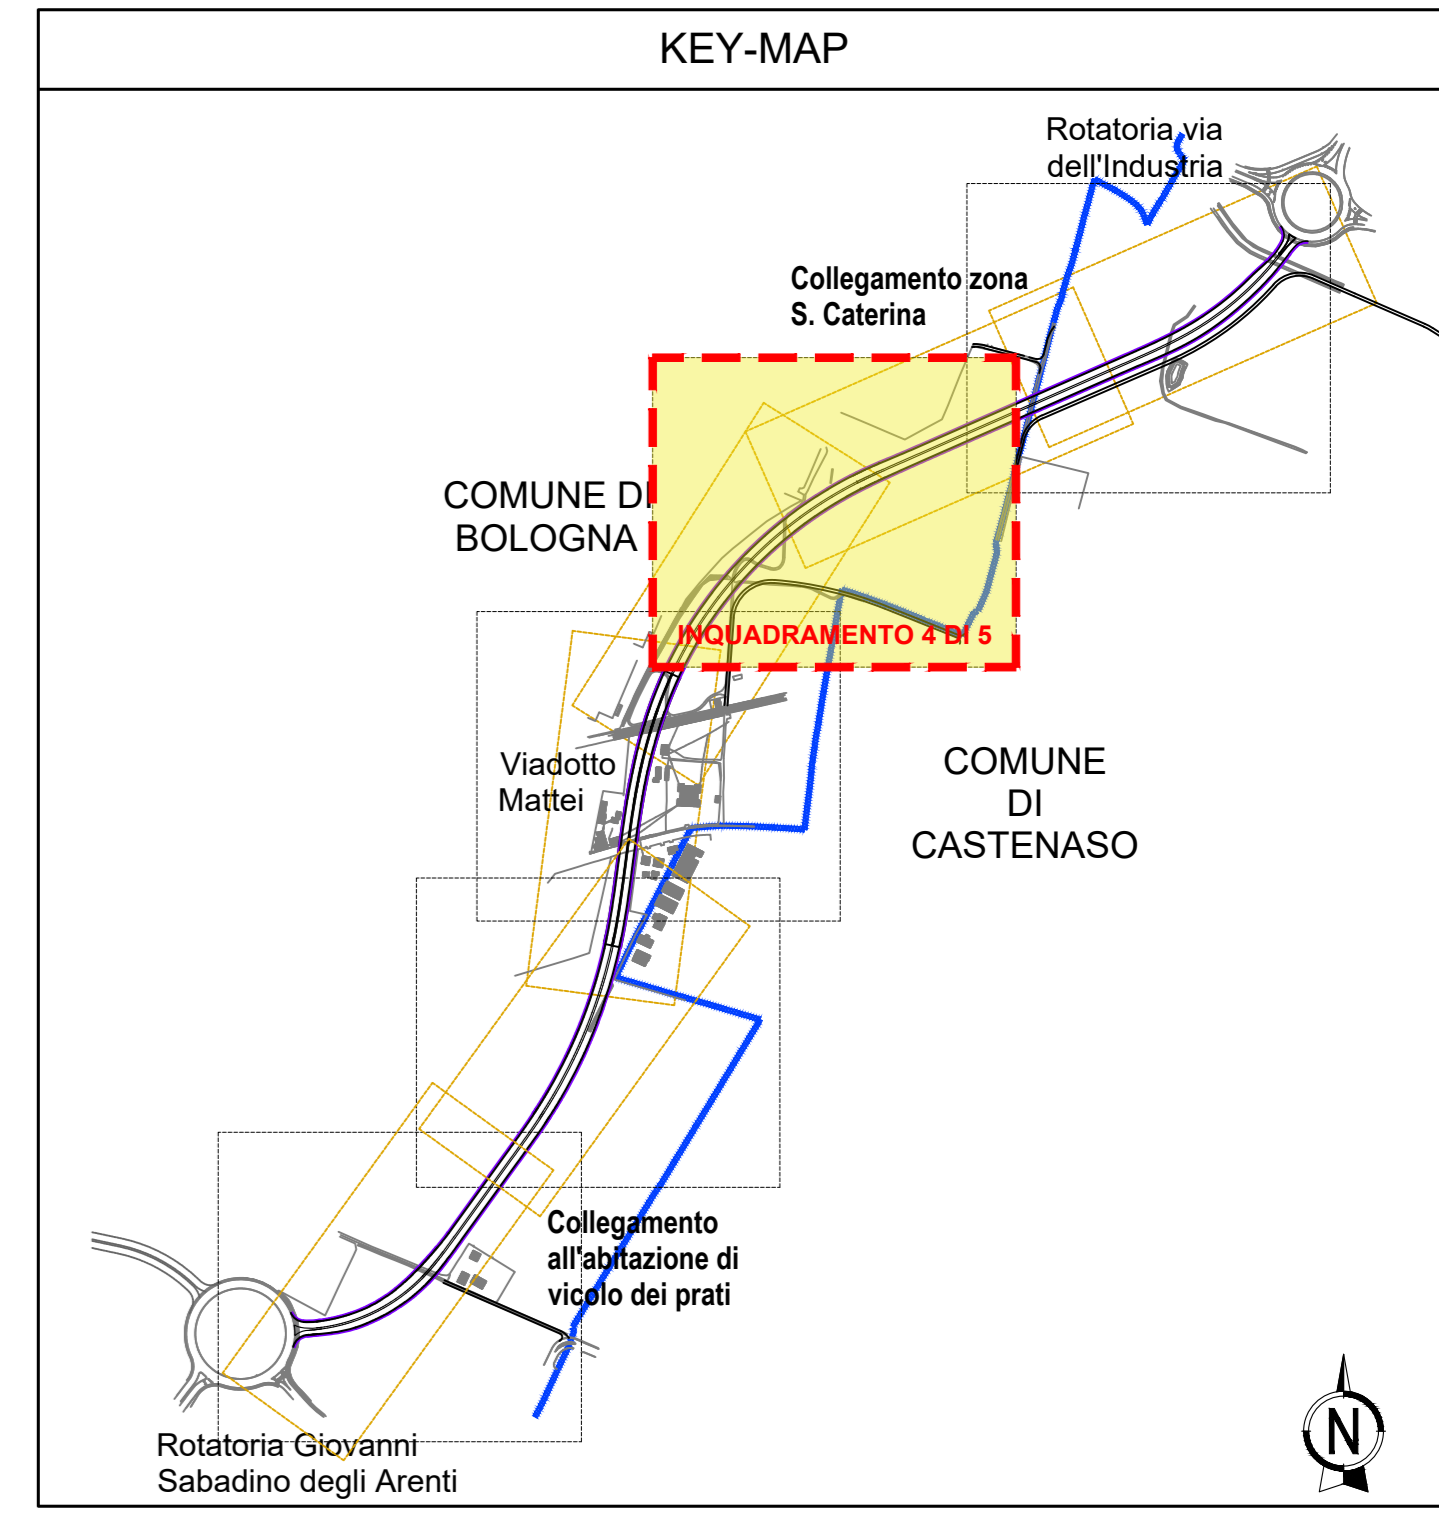 KEY-MAP
Rotatoria via
dell'Industria
Collegamento zona
S. Caterina
COMUNE DI
BOLOGNA
INQUADRAMENTO 4 DI 5
Viadotto
Mattei
COMUNE
DI
CASTENASO
Collegamento
all'abitazione di
vicolo dei prati
Rotatoria Giovanni
Sabadino degli Arenti
N